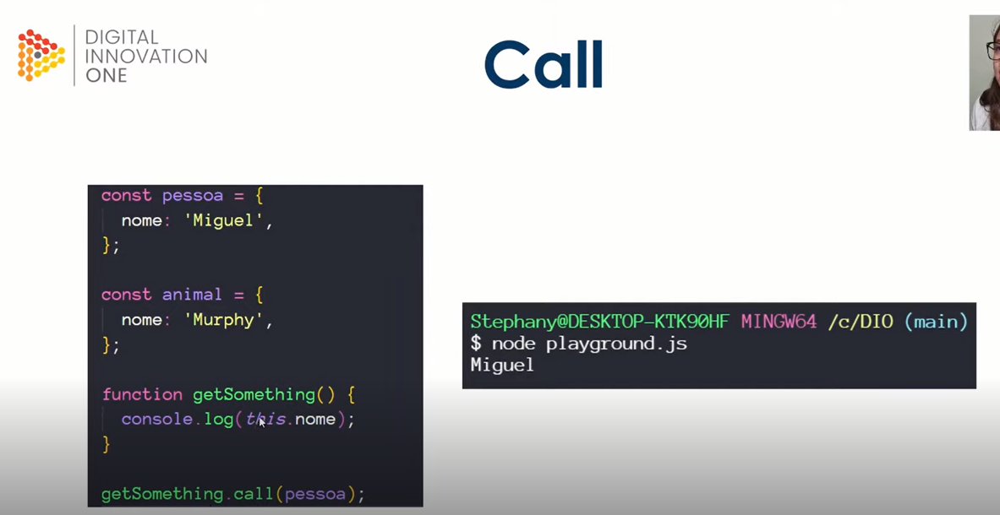 DIGITAL
INNOVATION
ONE
Call
const pessoa = {
  nome: 'Miguel',
};
const animal = {
  nome: 'Murphy',
};
function getSomething() {
  console.log(this.nome);
}
getSomething.call(pessoa);
Stephany@DESKTOP-KTK90HF MINGW64 /c/DIO (main)
$ node playground.js
Miguel